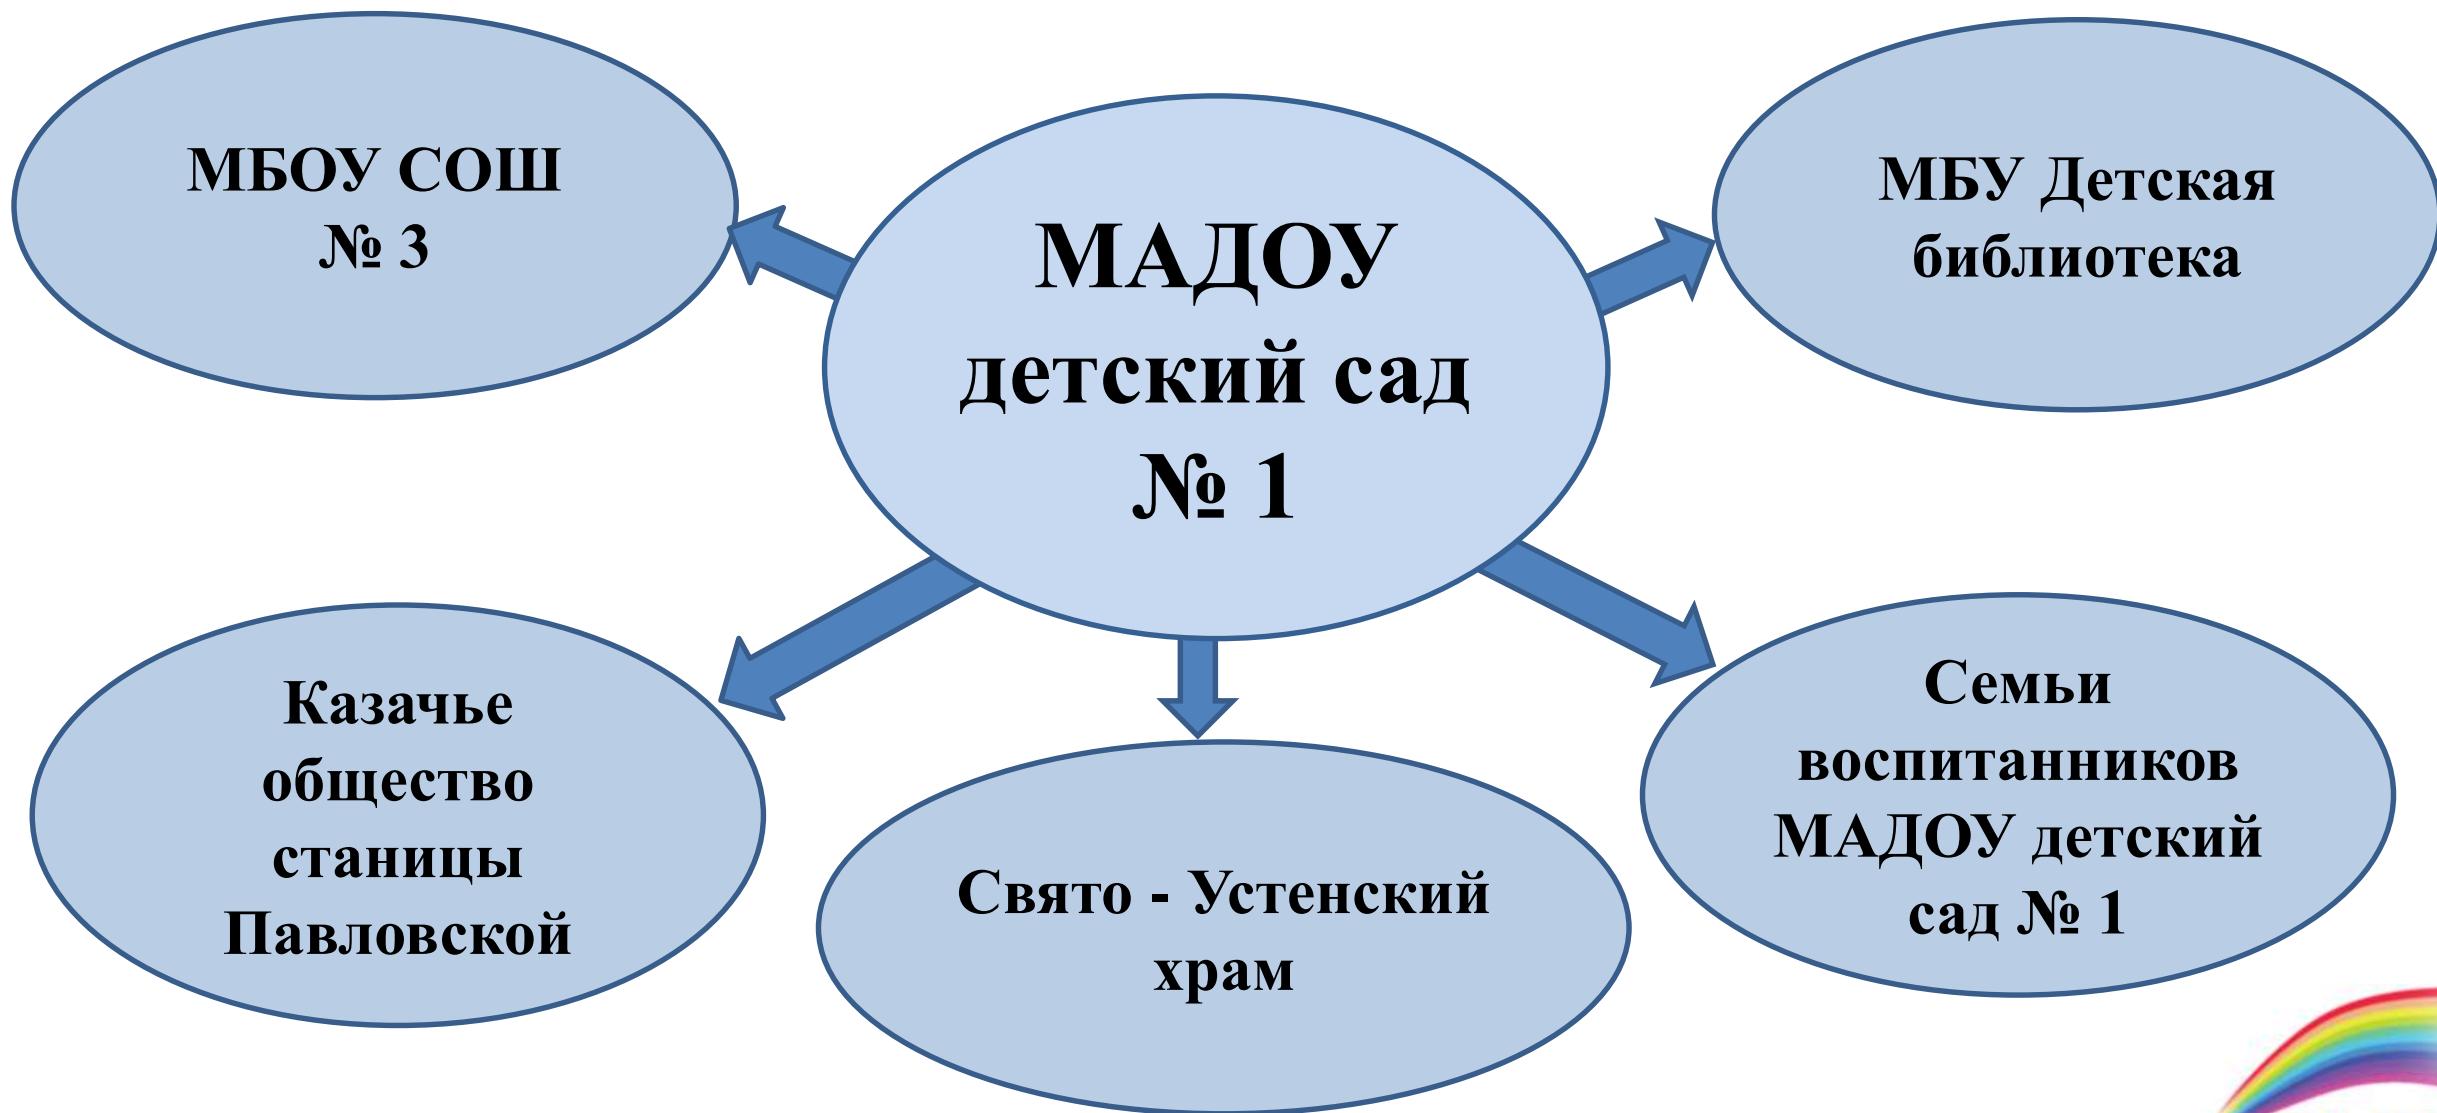 МБОУ СОШ
№ 3
МАДОУ
детский сад
№ 1
МБУ Детская
библиотека
Казачье
общество
станицы
Павловской
Свято - Устенский
храм
Семьи
воспитанников
МАДОУ детский
сад № 1